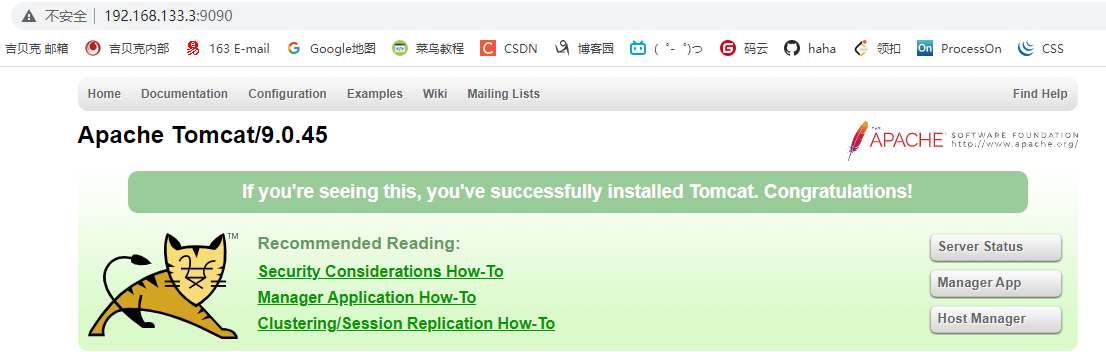 不安全 192.168.133.3:9090
吉贝克 邮箱 吉贝克内部 163 E-mail Google地图 菜鸟教程 CSDN 博客园 ( ゜- ゜)つ 码云 haha 领扣 ProcessOn CSS
Home Documentation Configuration Examples Wiki Mailing Lists Find Help
Apache Tomcat/9.0.45
THE APACHE SOFTWARE FOUNDATION
http://www.apache.org/
If you're seeing this, you've successfully installed Tomcat. Congratulations!
TM
Recommended Reading:
Security Considerations How-To
Manager Application How-To
Clustering/Session Replication How-To
Server Status
Manager App
Host Manager